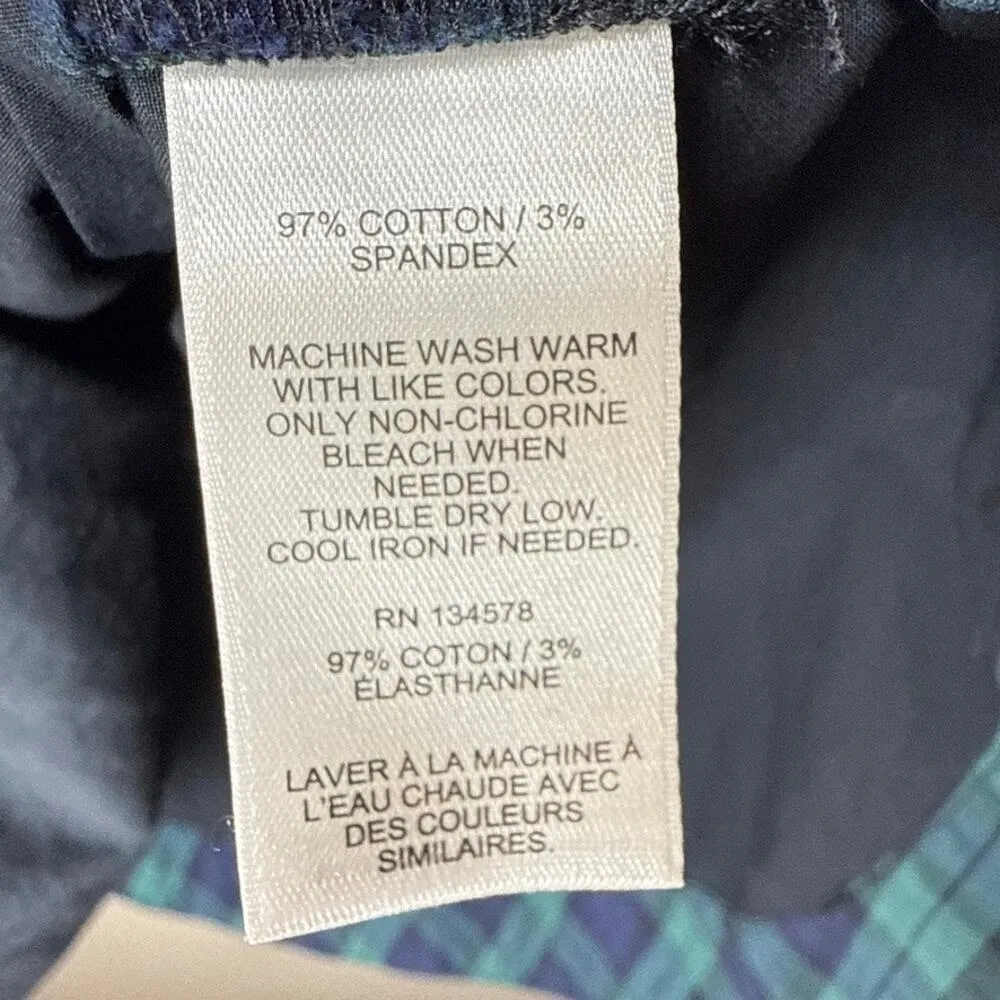 97% COTTON / 3%
SPANDEX
MACHINE WASH WARM
WITH LIKE COLORS.
ONLY NON-CHLORINE
BLEACH WHEN
NEEDED.
TUMBLE DRY LOW.
COOL IRON IF NEEDED.
RN 134578
97% COTON / 3%
ÉLASTHANNE
LAVER À LA MACHINE À
L'EAU CHAUDE AVEC
DES COULEURS
SIMILAIRES.